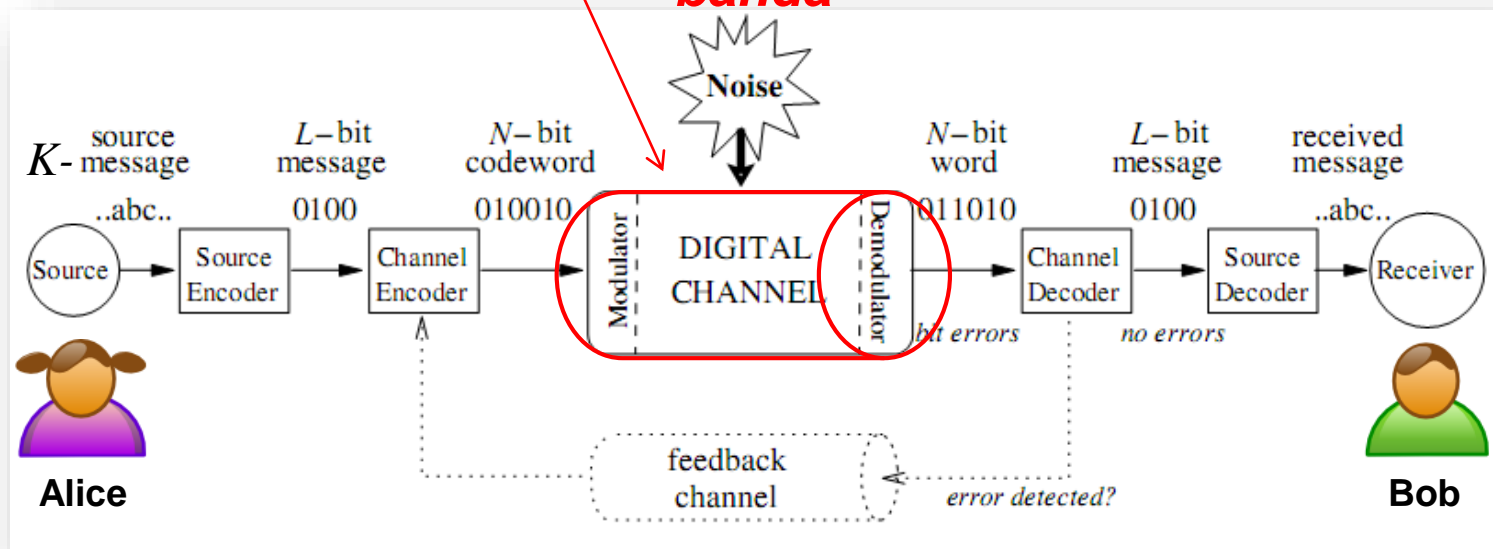 Noise
K- source
message
L-bit
message
N-bit
codeword
N-bit
word
L-bit
message
received
message
..abc..
0100
010010
011010
0100
..abc..
Source
Source
Encoder
Channel
Encoder
Modulator
DIGITAL
CHANNEL
Demodulator
Channel
Decoder
Source
Decoder
Receiver
bit errors
no errors
feedback
channel
error detected?
Alice
Bob